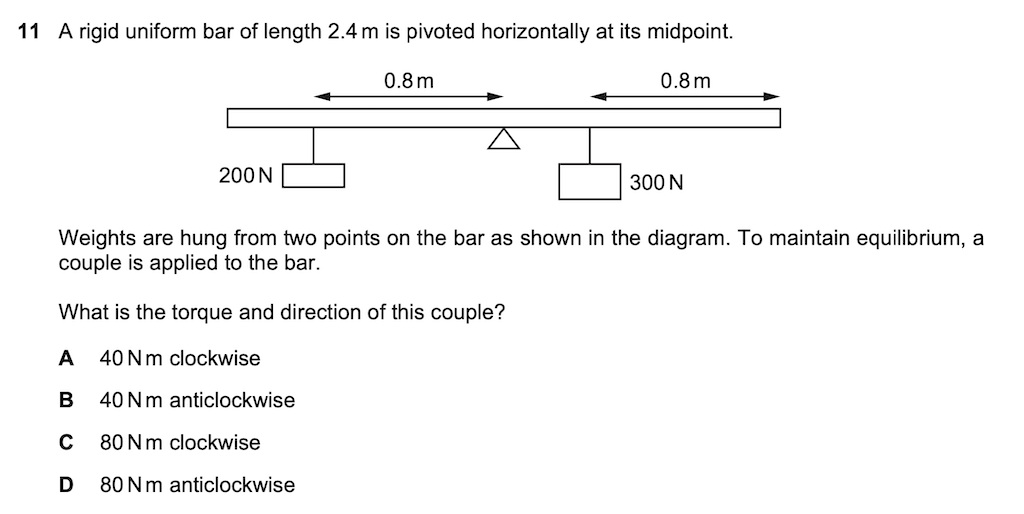 11 A rigid uniform bar of length 2.4 m is pivoted horizontally at its midpoint.
0.8 m 0.8 m
200 N 300 N
Weights are hung from two points on the bar as shown in the diagram. To maintain equilibrium, a
couple is applied to the bar.
What is the torque and direction of this couple?
A 40 N m clockwise
B 40 N m anticlockwise
C 80 N m clockwise
D 80 N m anticlockwise